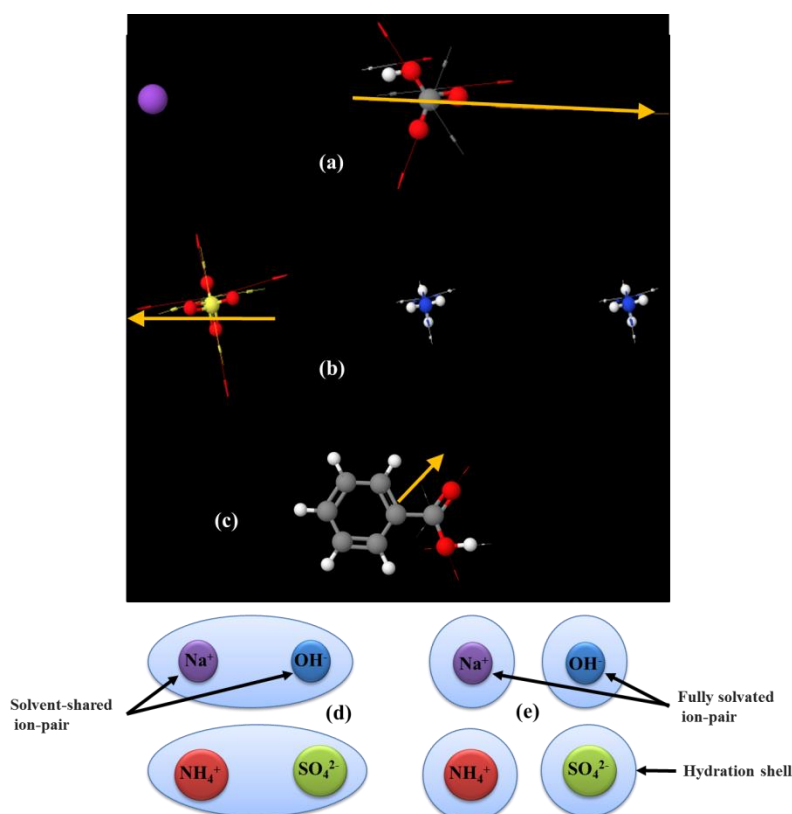 (a)
(b)
(c)
Na⁺ OH⁻ Na⁺ OH⁻
Solvent-shared
ion-pair
(d) (e)
Fully solvated
ion-pair
NH₄⁺ SO₄²⁻ NH₄⁺ SO₄²⁻
Hydration shell